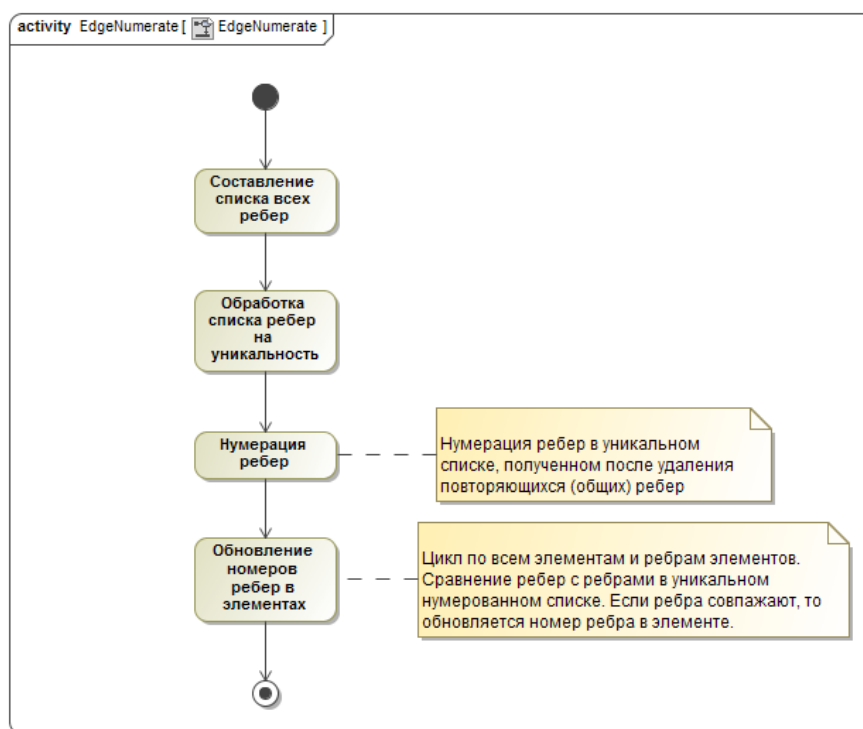 activity EdgeNumerate [ EdgeNumerate ]
Составление
списка всех
ребер
Обработка
списка ребер
на
уникальность
Нумерация
ребер
Нумерация ребер в уникальном
списке, полученном после удаления
повторяющихся (общих) ребер
Обновление
номеров
ребер в
элементах
Цикл по всем элементам и ребрам элементов.
Сравнение ребер с ребрами в уникальном
нумерованном списке. Если ребра совпажают, то
обновляется номер ребра в элементе.